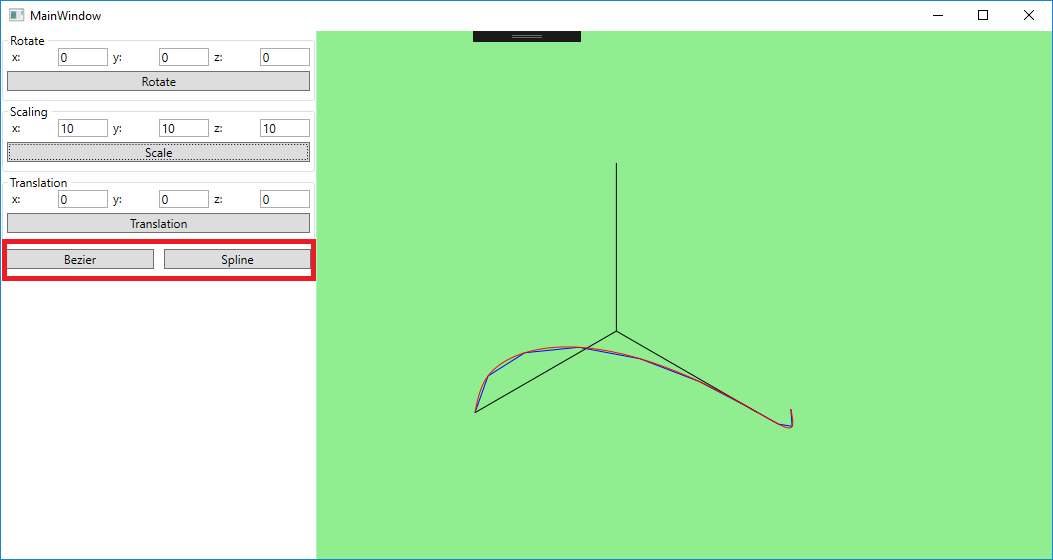 MainWindow
Rotate
x: 0 y: 0 z: 0
Rotate
Scaling
x: 10 y: 10 z: 10
Scale
Translation
x: 0 y: 0 z: 0
Translation
Bezier Spline